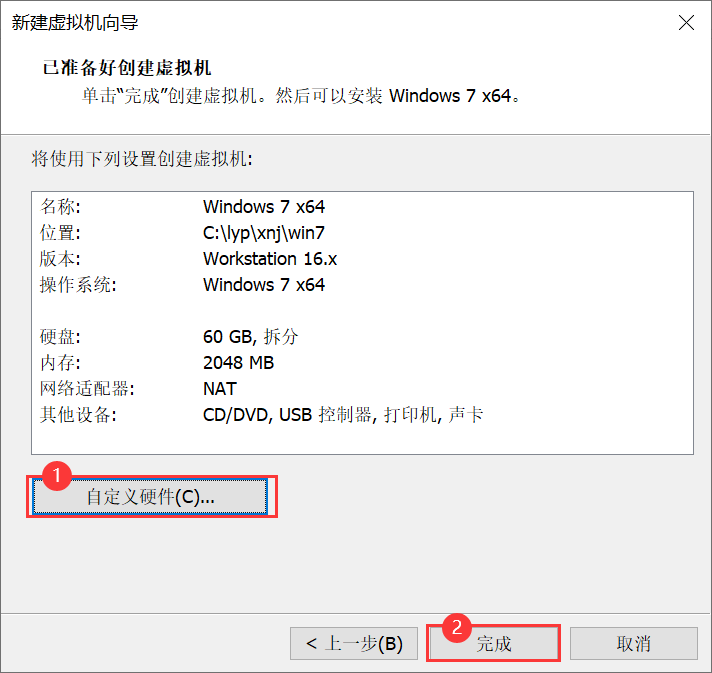 新建虚拟机向导
已准备好创建虚拟机
单击“完成”创建虚拟机。然后可以安装 Windows 7 x64。
将使用下列设置创建虚拟机:
名称: Windows 7 x64
位置: C:\lyp\xnj\win7
版本: Workstation 16.x
操作系统: Windows 7 x64
硬盘: 60 GB, 拆分
内存: 2048 MB
网络适配器: NAT
其他设备: CD/DVD, USB 控制器, 打印机, 声卡
1
自定义硬件(C)...
2
< 上一步(B) 完成 取消